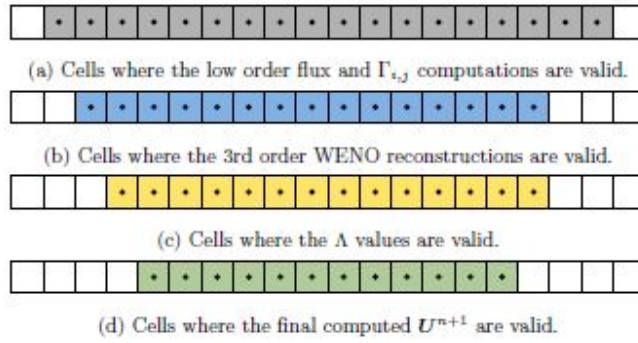 (a) Cells where the low order flux and Γᵢ,ⱼ computations are valid.
(b) Cells where the 3rd order WENO reconstructions are valid.
(c) Cells where the Λ values are valid.
(d) Cells where the final computed Uⁿ⁺¹ are valid.